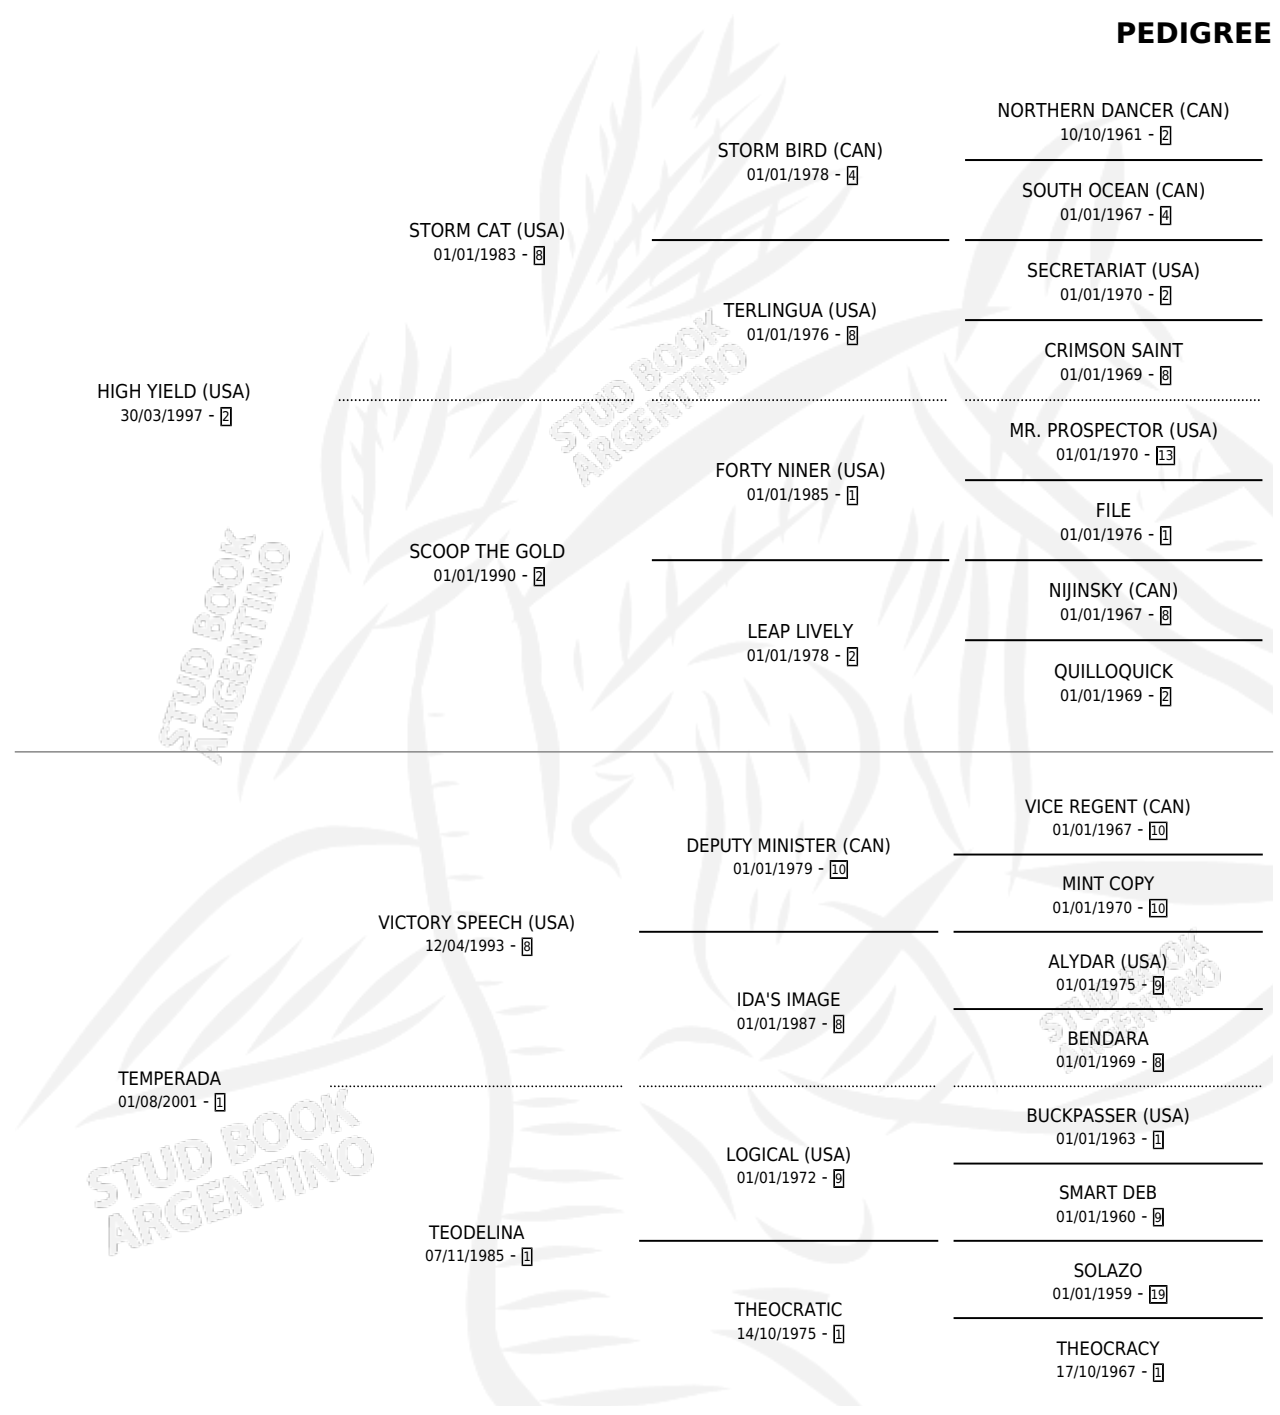 PEDIGREE
NORTHERN DANCER (CAN)
10/10/1961 - 2
STORM BIRD (CAN)
01/01/1978 - 4
SOUTH OCEAN (CAN)
01/01/1967 - 4
STORM CAT (USA)
01/01/1983 - 8
SECRETARIAT (USA)
01/01/1970 - 2
TERLINGUA (USA)
01/01/1976 - 8
CRIMSON SAINT
01/01/1969 - 8
HIGH YIELD (USA)
30/03/1997 - 2
STUD BOOK
ARGENTINO
MR. PROSPECTOR (USA)
01/01/1970 - 13
FORTY NINER (USA)
01/01/1985 - 1
FILE
01/01/1976 - 1
SCOOP THE GOLD
01/01/1990 - 2
NIJINSKY (CAN)
01/01/1967 - 8
LEAP LIVELY
01/01/1978 - 2
QUILLOQUICK
01/01/1969 - 2
STUD BOOK
ARGENTINO
VICE REGENT (CAN)
01/01/1967 - 10
DEPUTY MINISTER (CAN)
01/01/1979 - 10
MINT COPY
01/01/1970 - 10
VICTORY SPEECH (USA)
12/04/1993 - 8
ALYDAR (USA)
01/01/1975 - 9
IDA'S IMAGE
01/01/1987 - 8
STUD BOOK
ARGENTINO
BENDARA
01/01/1969 - 8
TEMPERADA
01/08/2001 - 1
BUCKPASSER (USA)
01/01/1963 - 1
LOGICAL (USA)
01/01/1972 - 9
STUD BOOK
ARGENTINO
SMART DEB
01/01/1960 - 9
TEODELINA
07/11/1985 - 1
SOLAZO
01/01/1959 - 19
THEOCRATIC
14/10/1975 - 1
THEOCRACY
17/10/1967 - 1